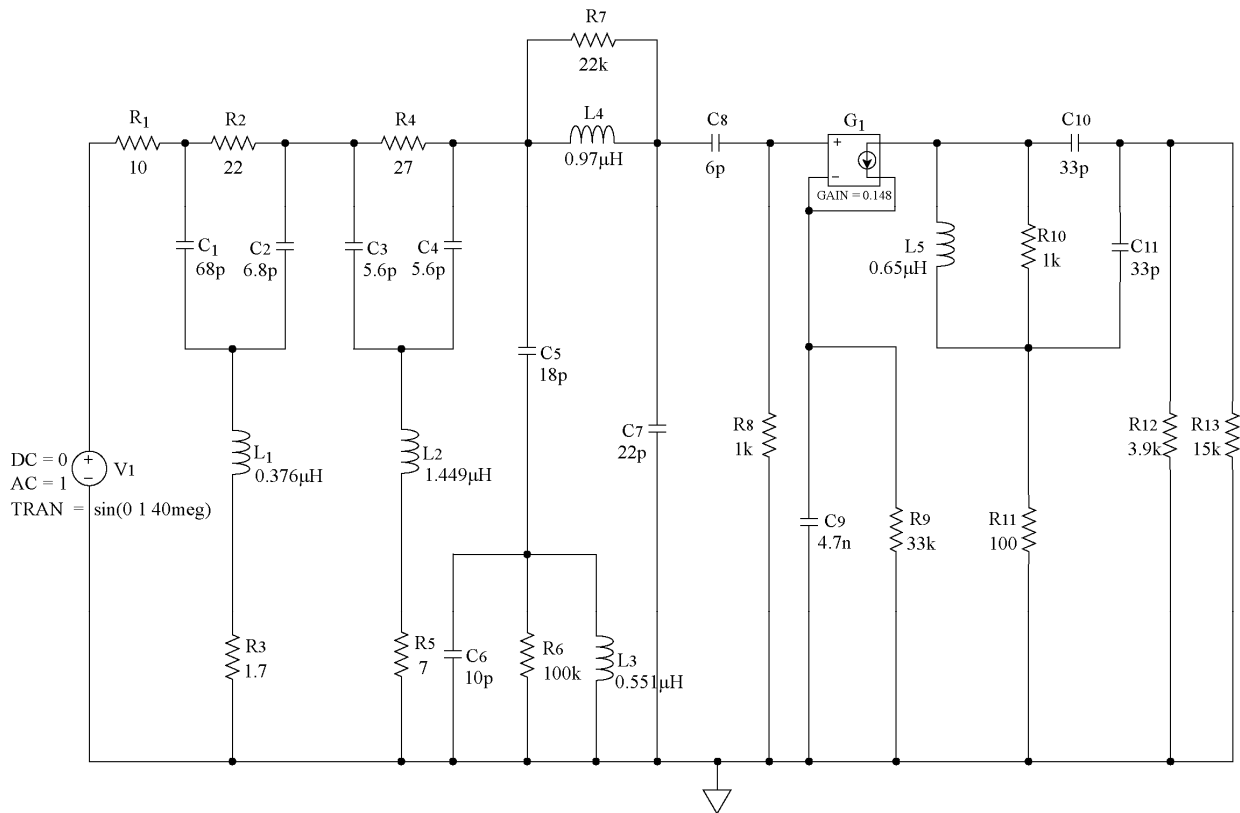 R7
22k
R1
10
R2
22
R4
27
L4
0.97µH
C8
6p
G1
+
−
GAIN = 0.148
C10
33p
C1
68p
C2
6.8p
C3
5.6p
C4
5.6p
L5
0.65µH
R10
1k
C11
33p
C5
18p
C7
22p
R8
1k
R12
3.9k
R13
15k
DC = 0
AC = 1
TRAN = sin(0 1 40meg)
+
−
V1
L1
0.376µH
L2
1.449µH
C9
4.7n
R9
33k
R11
100
R3
1.7
R5
7
C6
10p
R6
100k
L3
0.551µH